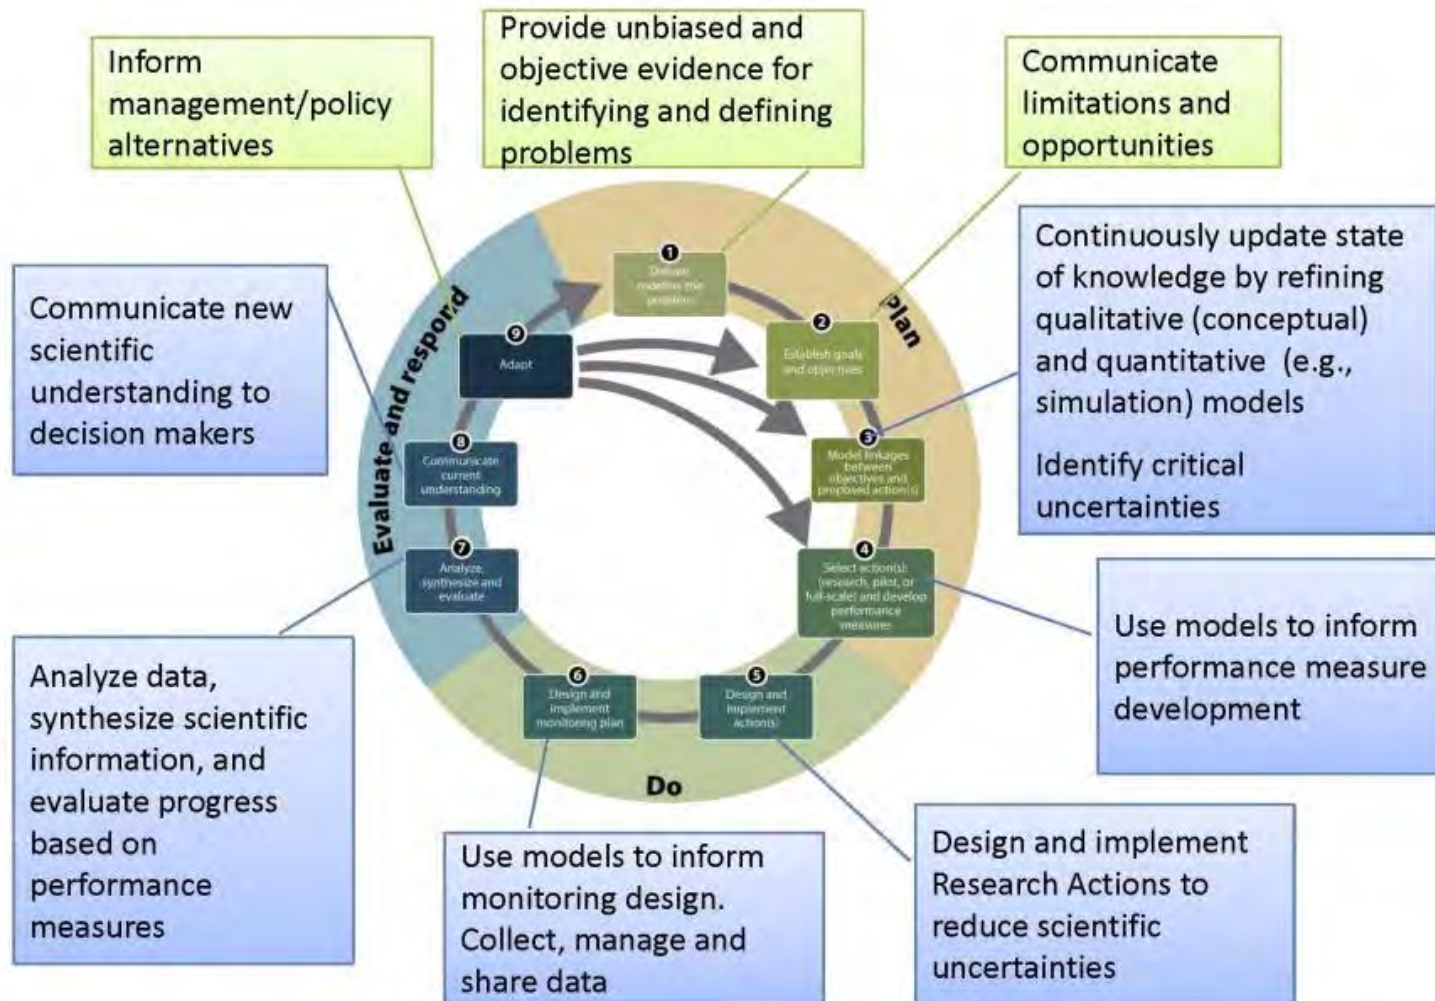 Inform
management/policy
alternatives
Provide unbiased and
objective evidence for
identifying and defining
problems
Communicate
limitations and
opportunities
Continuously update state
of knowledge by refining
qualitative (conceptual)
and quantitative (e.g.,
simulation) models
Identify critical
uncertainties
Use models to inform
performance measure
development
Design and implement
Research Actions to
reduce scientific
uncertainties
Use models to inform
monitoring design.
Collect, manage and
share data
Analyze data,
synthesize scientific
information, and
evaluate progress
based on
performance
measures
Communicate new
scientific
understanding to
decision makers
Plan
Do
Evaluate and respond
1
redefine the
problem
2
Establish goals
and objectives
3
Model linkages
between
objectives and
proposed action(s)
4
Select action(s):
(research, pilot, or
full-scale) and develop
performance
measures
5
Design and
implement
action(s)
6
Design and
implement
monitoring plan
7
Analyze,
synthesize and
evaluate
8
Communicate
current
understanding
9
Adapt